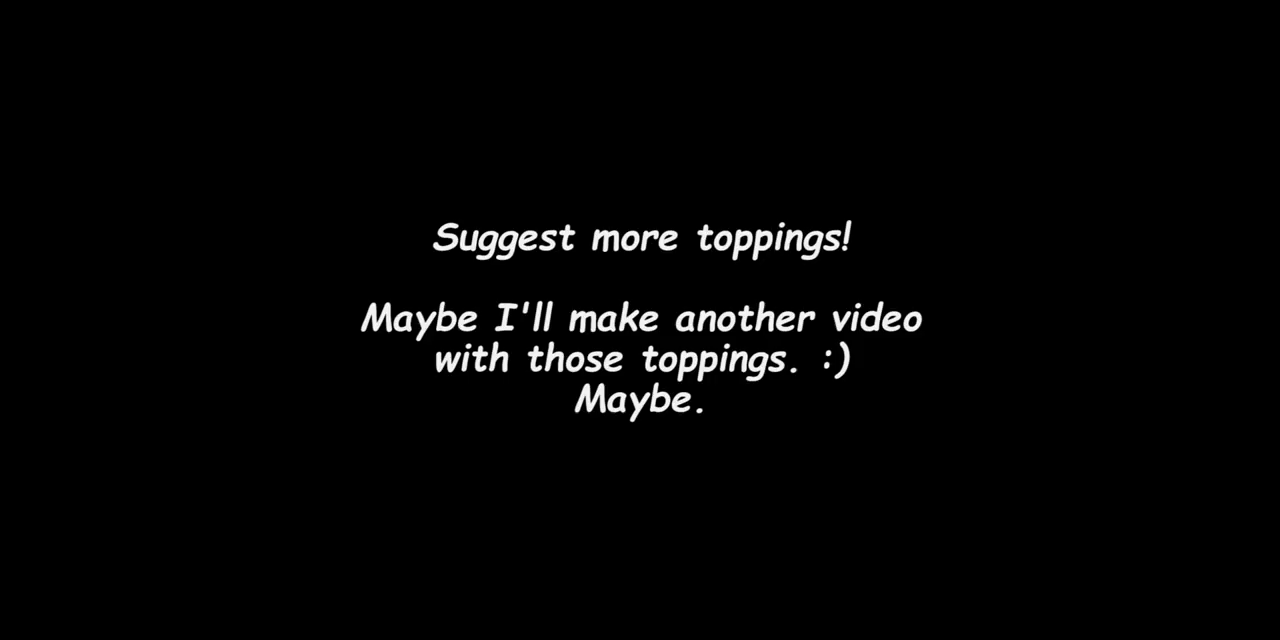 Suggest more toppings!
Maybe I'll make another video
with those toppings. :)
Maybe.